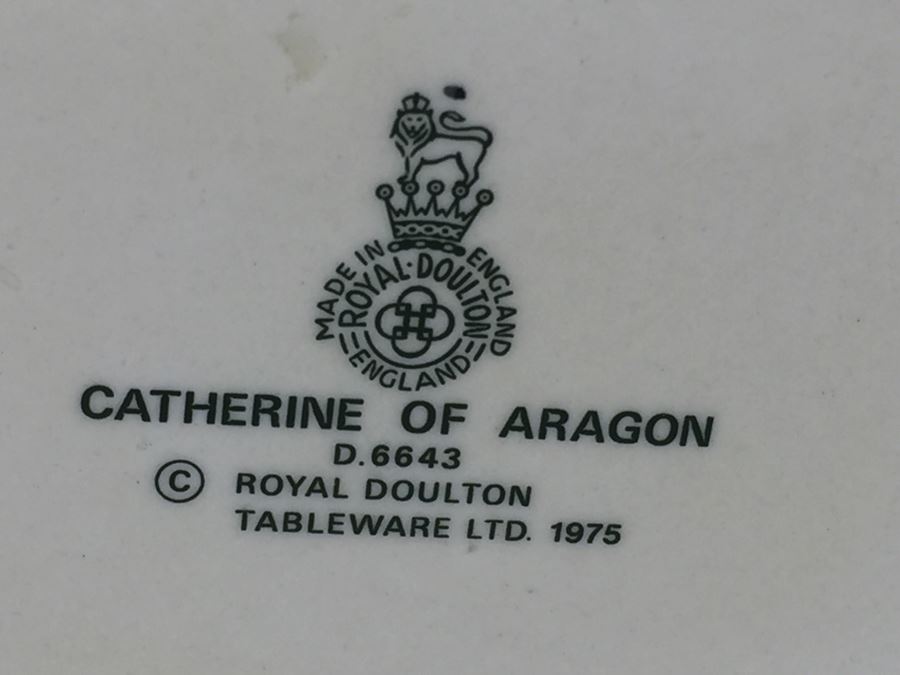 MADE IN ENGLAND
ROYAL·DOULTON
ENGLAND
CATHERINE OF ARAGON
D.6643
© ROYAL DOULTON
TABLEWARE LTD. 1975